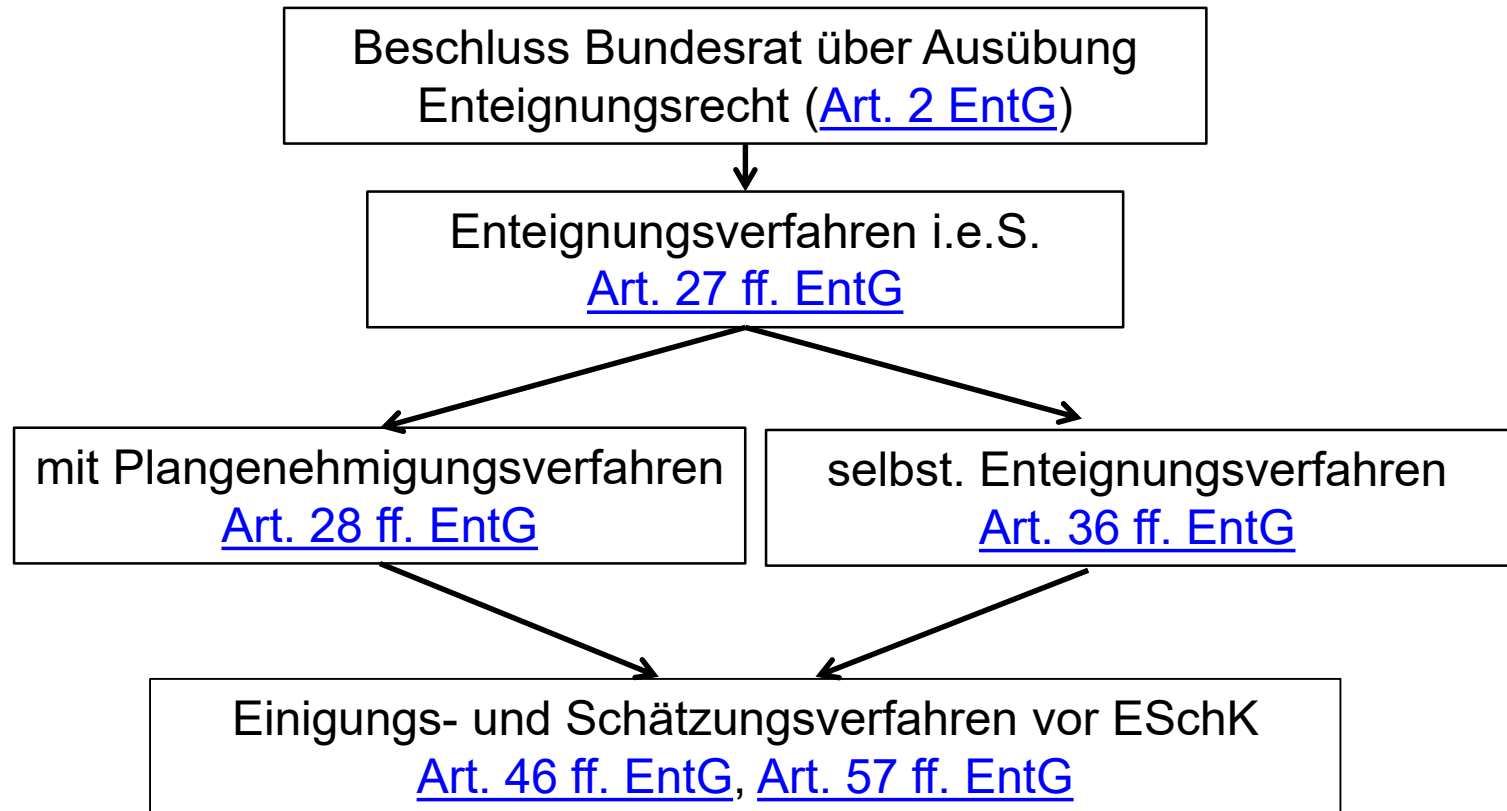 Beschluss Bundesrat über Ausübung
Enteignungsrecht (Art. 2 EntG)
Enteignungsverfahren i.e.S.
Art. 27 ff. EntG
mit Plangenehmigungsverfahren
Art. 28 ff. EntG
selbst. Enteignungsverfahren
Art. 36 ff. EntG
Einigungs- und Schätzungsverfahren vor ESchK
Art. 46 ff. EntG, Art. 57 ff. EntG